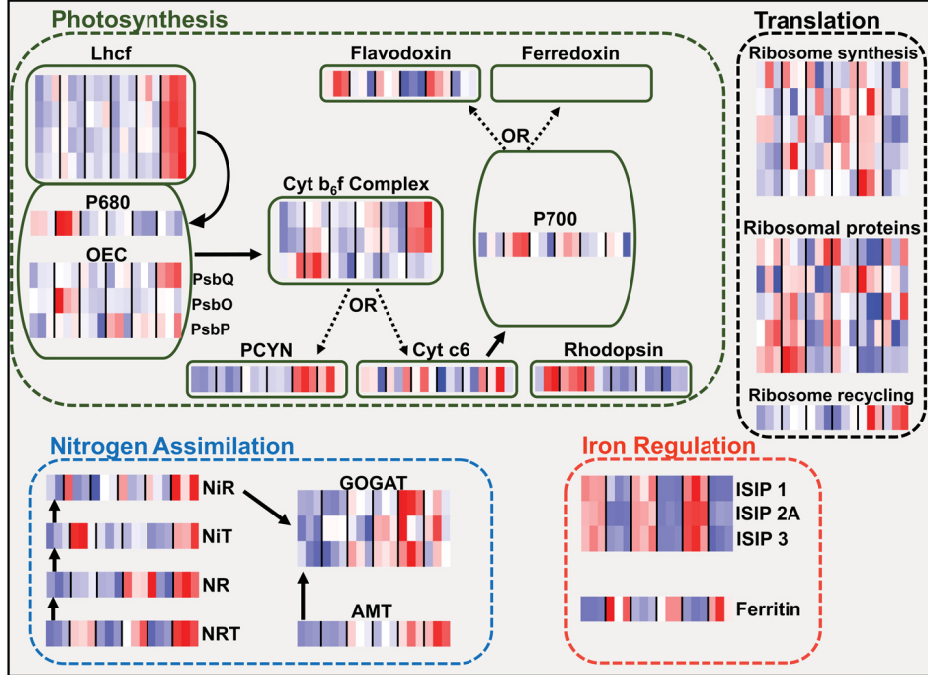 Photosynthesis
Translation
Lhcf
Flavodoxin
Ferredoxin
Ribosome synthesis
OR
P680
Cyt b6f Complex
P700
OEC
PsbQ
PsbO
PsbP
OR
Ribosomal proteins
PCYN
Cyt c6
Rhodopsin
Ribosome recycling
Nitrogen Assimilation
Iron Regulation
NiR
GOGAT
ISIP 1
NiT
ISIP 2A
ISIP 3
NR
AMT
Ferritin
NRT